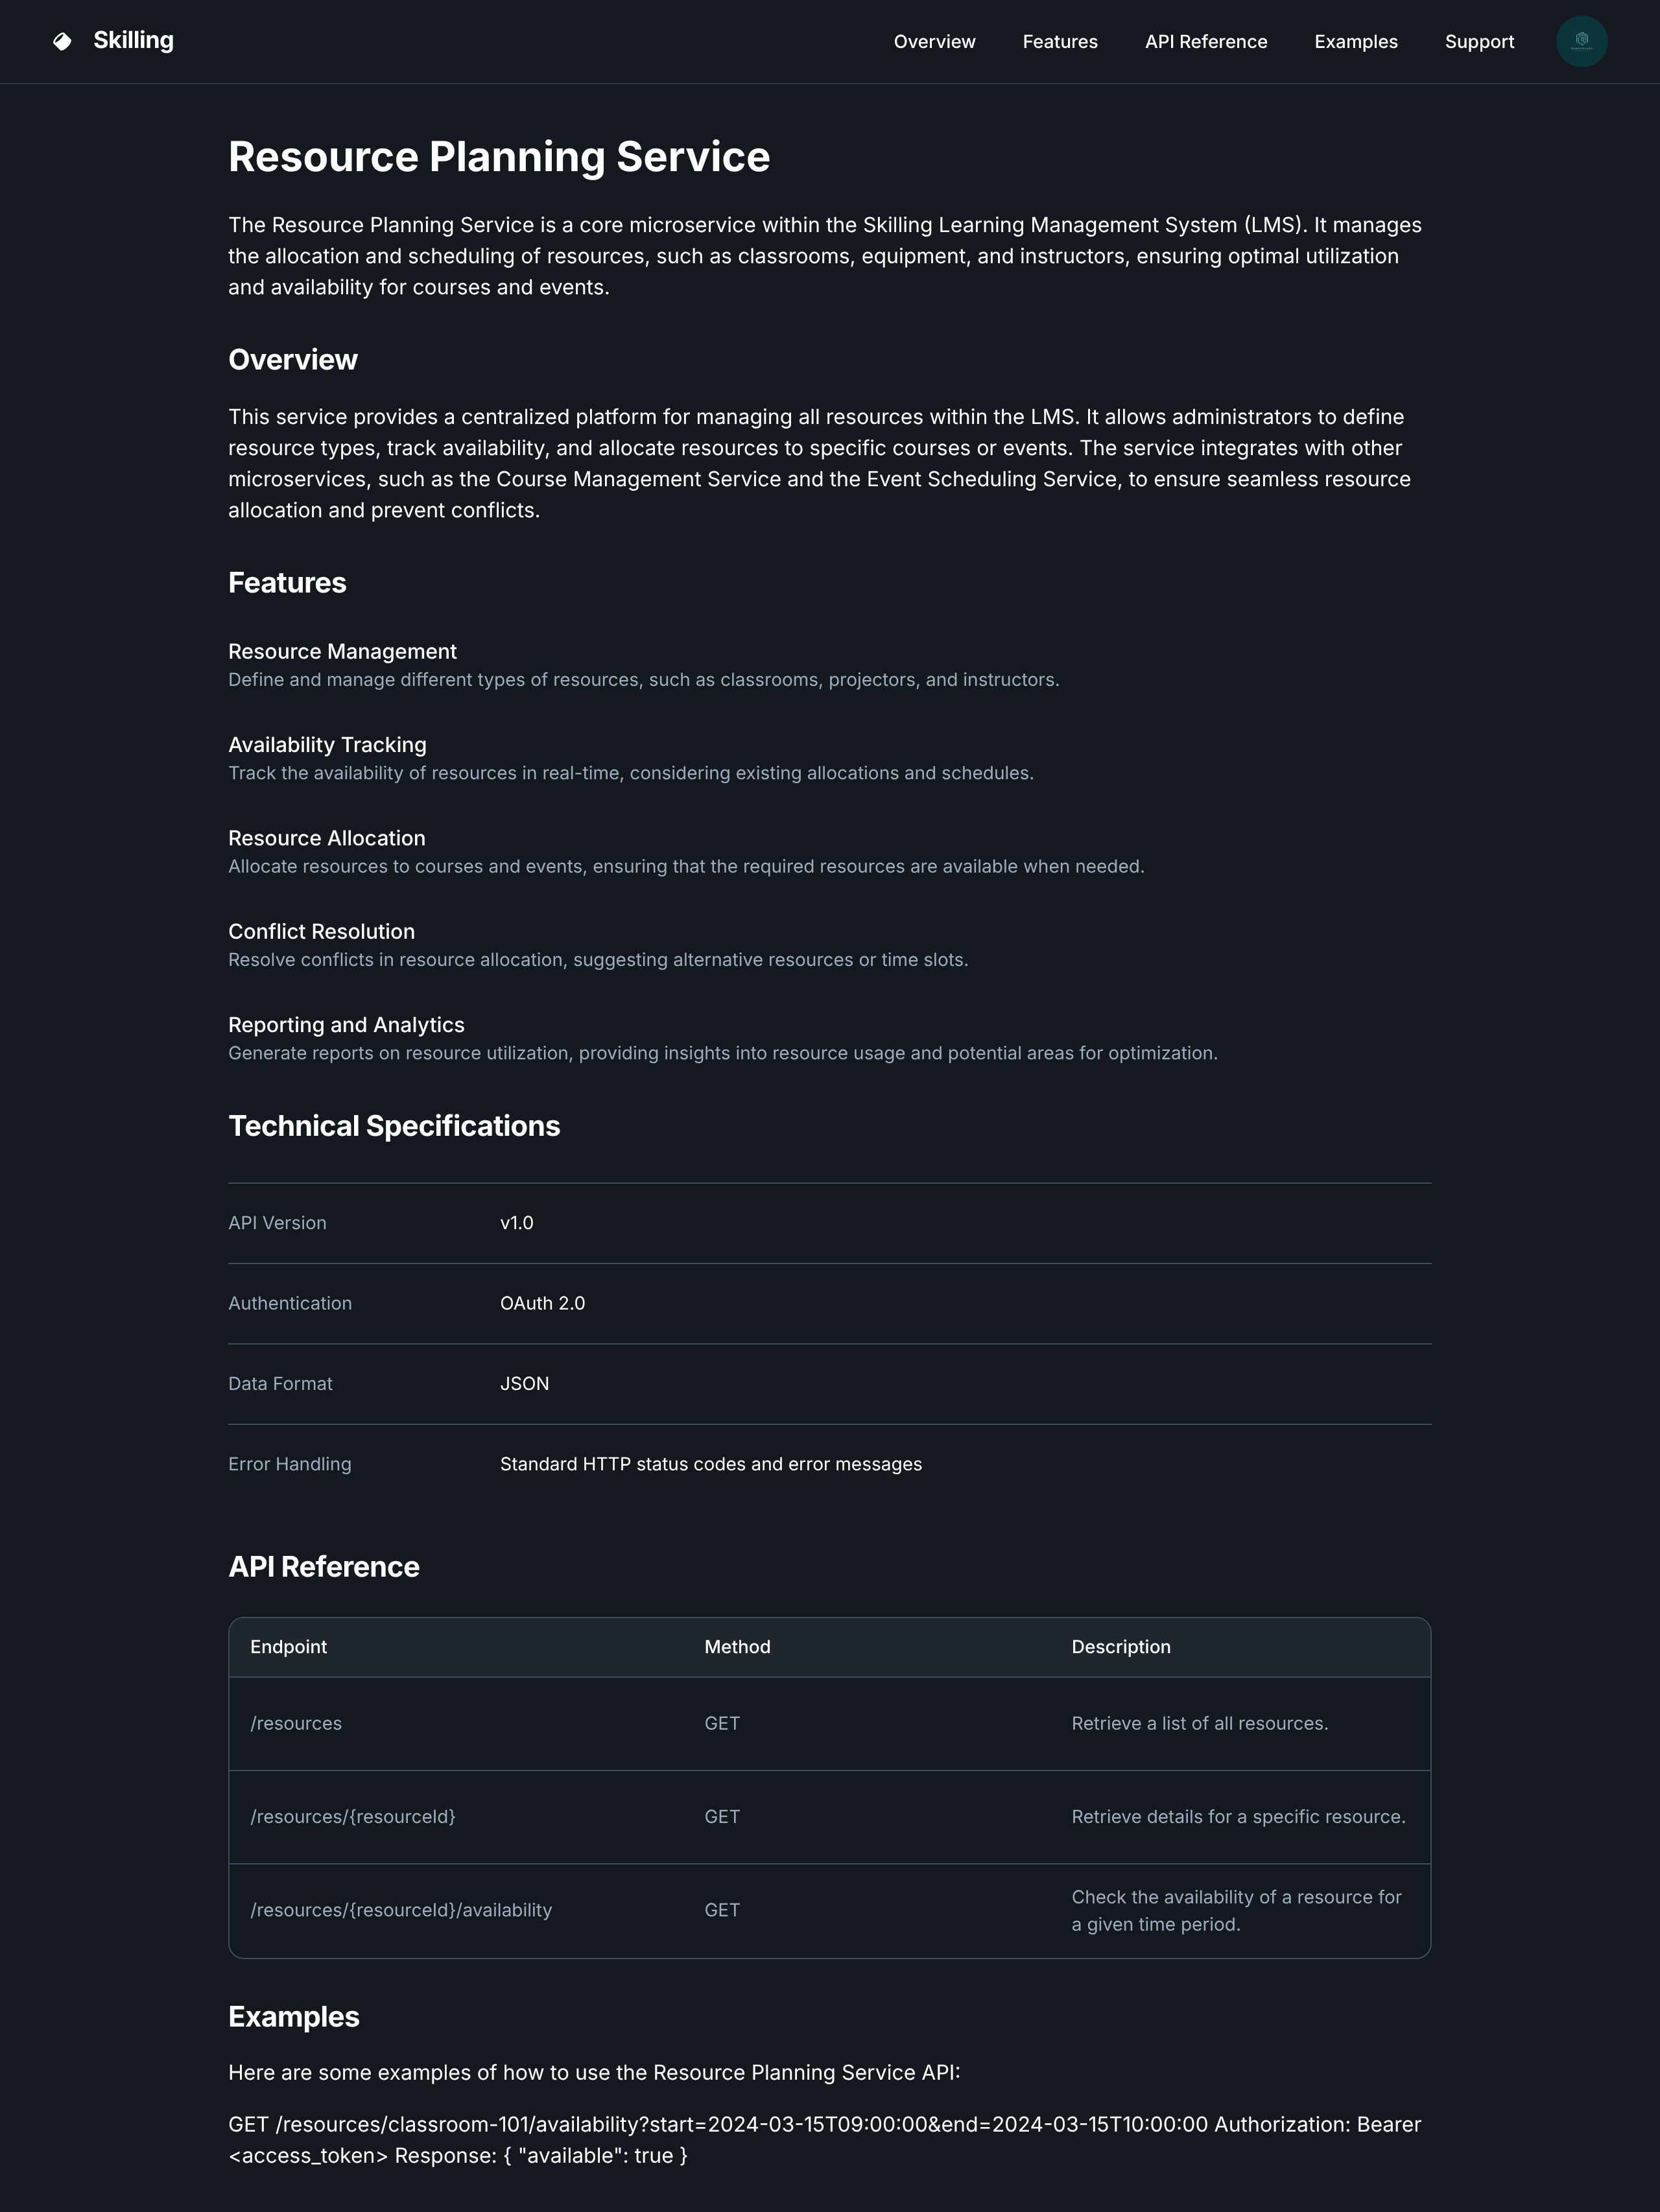 Skilling
Overview
Features
API Reference
Examples
Support
Resource Planning Service
The Resource Planning Service is a core microservice within the Skilling Learning Management System (LMS). It manages
the allocation and scheduling of resources, such as classrooms, equipment, and instructors, ensuring optimal utilization
and availability for courses and events.
Overview
This service provides a centralized platform for managing all resources within the LMS. It allows administrators to define
resource types, track availability, and allocate resources to specific courses or events. The service integrates with other
microservices, such as the Course Management Service and the Event Scheduling Service, to ensure seamless resource
allocation and prevent conflicts.
Features
Resource Management
Define and manage different types of resources, such as classrooms, projectors, and instructors.
Availability Tracking
Track the availability of resources in real-time, considering existing allocations and schedules.
Resource Allocation
Allocate resources to courses and events, ensuring that the required resources are available when needed.
Conflict Resolution
Resolve conflicts in resource allocation, suggesting alternative resources or time slots.
Reporting and Analytics
Generate reports on resource utilization, providing insights into resource usage and potential areas for optimization.
Technical Specifications
API Version v1.0
Authentication OAuth 2.0
Data Format JSON
Error Handling Standard HTTP status codes and error messages
API Reference
Endpoint Method Description
/resources GET Retrieve a list of all resources.
/resources/{resourceId} GET Retrieve details for a specific resource.
/resources/{resourceId}/availability GET Check the availability of a resource for
a given time period.
Examples
Here are some examples of how to use the Resource Planning Service API:
GET /resources/classroom-101/availability?start=2024-03-15T09:00:00&end=2024-03-15T10:00:00 Authorization: Bearer
<access_token> Response: { "available": true }